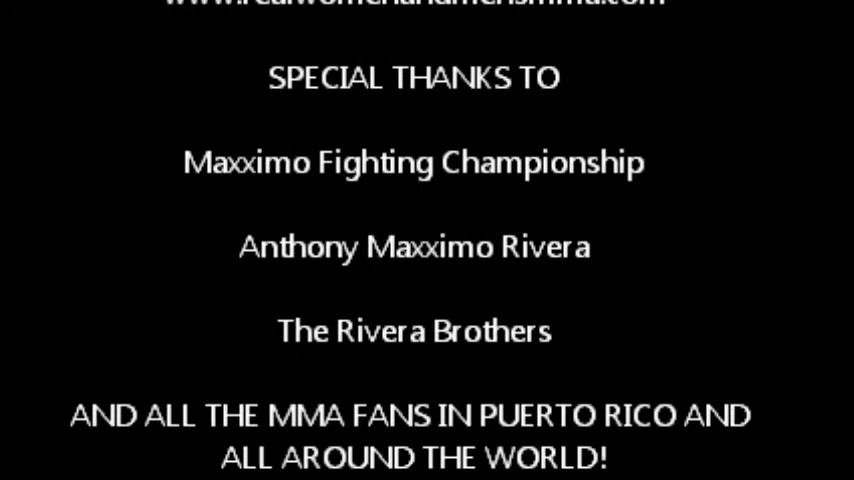 SPECIAL THANKS TO
Maxximo Fighting Championship
Anthony Maxximo Rivera
The Rivera Brothers
AND ALL THE MMA FANS IN PUERTO RICO AND
ALL AROUND THE WORLD!